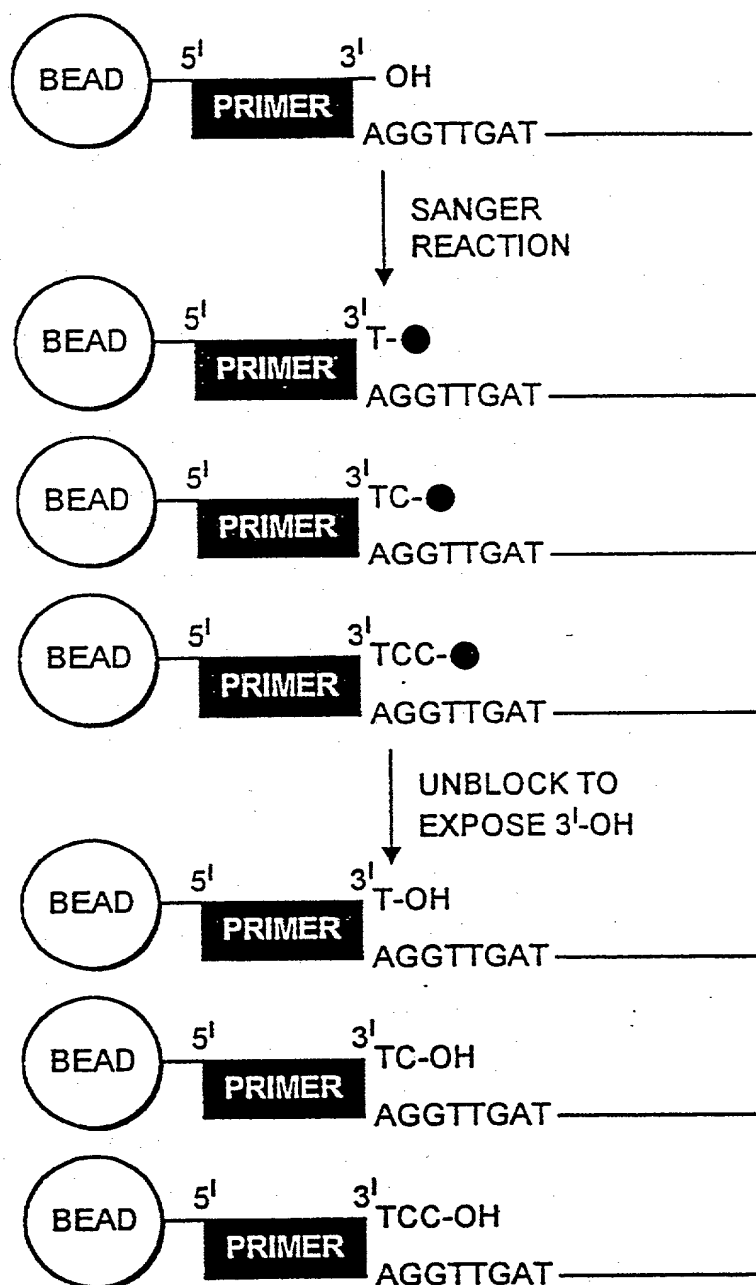 5' 3'
BEAD OH
PRIMER
AGGTTGAT
SANGER
REACTION
5' 3'
BEAD T-●
PRIMER
AGGTTGAT
5' 3'
BEAD TC-●
PRIMER
AGGTTGAT
5' 3'
BEAD TCC-●
PRIMER
AGGTTGAT
UNBLOCK TO
EXPOSE 3'-OH
5' 3'
BEAD T-OH
PRIMER
AGGTTGAT
5' 3'
BEAD TC-OH
PRIMER
AGGTTGAT
5' 3'
BEAD TCC-OH
PRIMER
AGGTTGAT